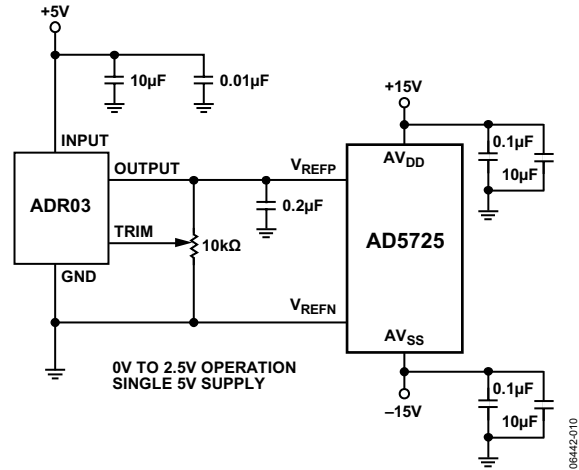 +5V
10µF
0.01µF
+15V
INPUT
OUTPUT
VREFP
AVDD
0.1µF
10µF
ADR03
0.2µF
AD5725
TRIM
10kΩ
GND
VREFN
AVSS
0V TO 2.5V OPERATION
SINGLE 5V SUPPLY
–15V
0.1µF
10µF
06442-010